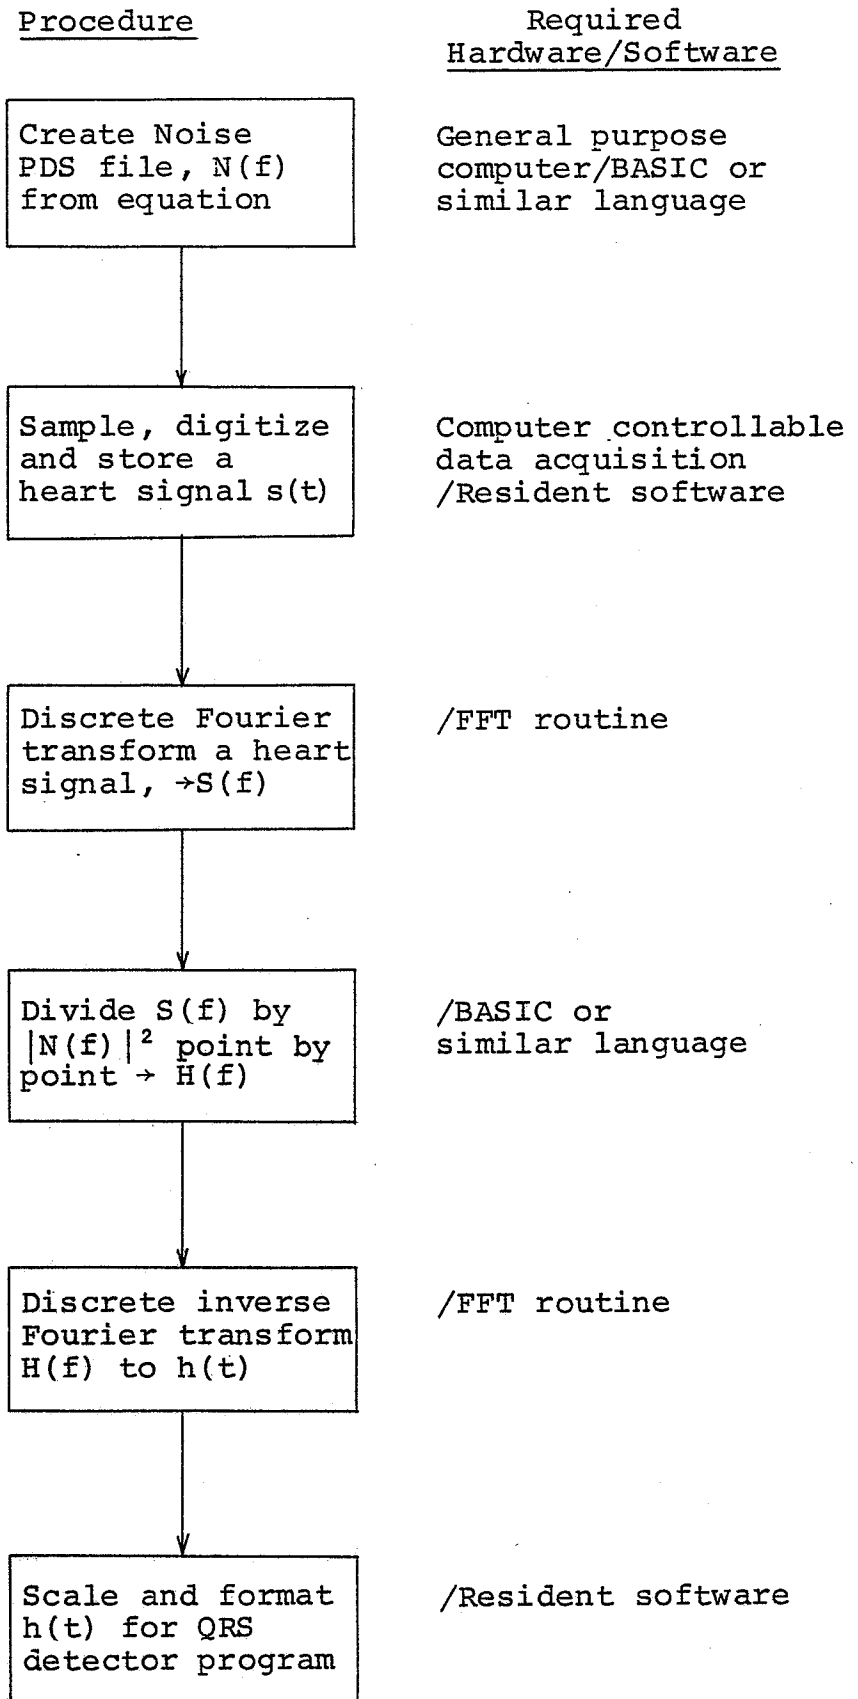 Procedure
Required
Hardware/Software
Create Noise
PDS file, N(f)
from equation
General purpose
computer/BASIC or
similar language
Sample, digitize
and store a
heart signal s(t)
Computer controllable
data acquisition
/Resident software
Discrete Fourier
transform a heart
signal, →S(f)
/FFT routine
Divide S(f) by
|N(f)|² point by
point → H(f)
/BASIC or
similar language
Discrete inverse
Fourier transform
H(f) to h(t)
/FFT routine
Scale and format
h(t) for QRS
detector program
/Resident software